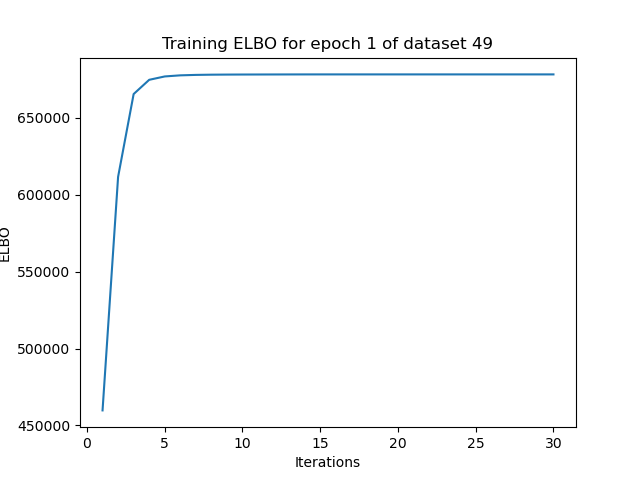 Training ELBO for epoch 1 of dataset 49
650000
600000
550000
500000
450000
ELBO
0 5 10 15 20 25 30
Iterations